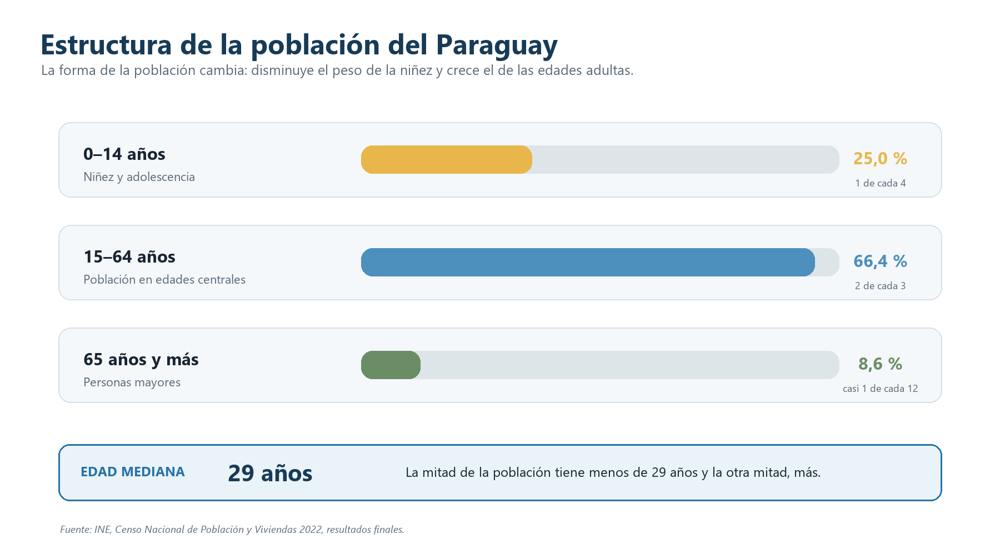 Estructura de la población del Paraguay
La forma de la población cambia: disminuye el peso de la niñez y crece el de las edades adultas.
0–14 años
Niñez y adolescencia
25,0 %
1 de cada 4
15–64 años
Población en edades centrales
66,4 %
2 de cada 3
65 años y más
Personas mayores
8,6 %
casi 1 de cada 12
EDAD MEDIANA
29 años
La mitad de la población tiene menos de 29 años y la otra mitad, más.
Fuente: INE, Censo Nacional de Población y Viviendas 2022, resultados finales.